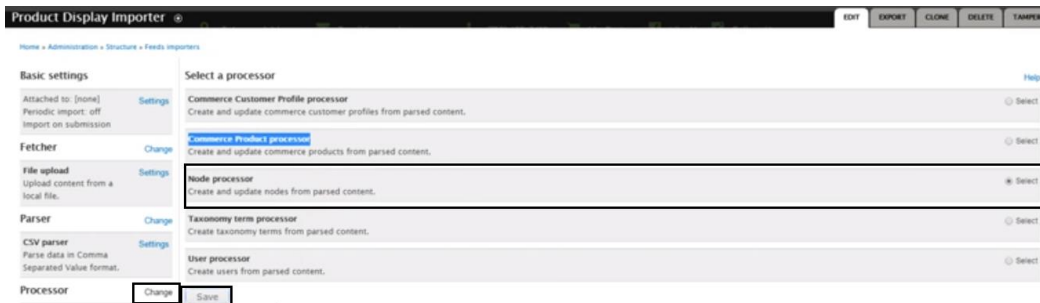 Product Display Importer
EDIT EXPORT CLONE DELETE TAMPER
Home » Administration » Structure » Feeds importers
Basic settings
Attached to: [none] Settings
Periodic import: off
Import on submission
Fetcher Change
File upload Settings
Upload content from a
local file.
Parser Change
CSV parser Settings
Parse data in Comma
Separated Value format.
Processor Change
Select a processor
Help
Commerce Customer Profile processor
Create and update commerce customer profiles from parsed content.
Select
Commerce Product processor
Create and update commerce products from parsed content.
Select
Node processor
Create and update nodes from parsed content.
Select
Taxonomy term processor
Create taxonomy terms from parsed content.
Select
User processor
Create users from parsed content.
Select
Save